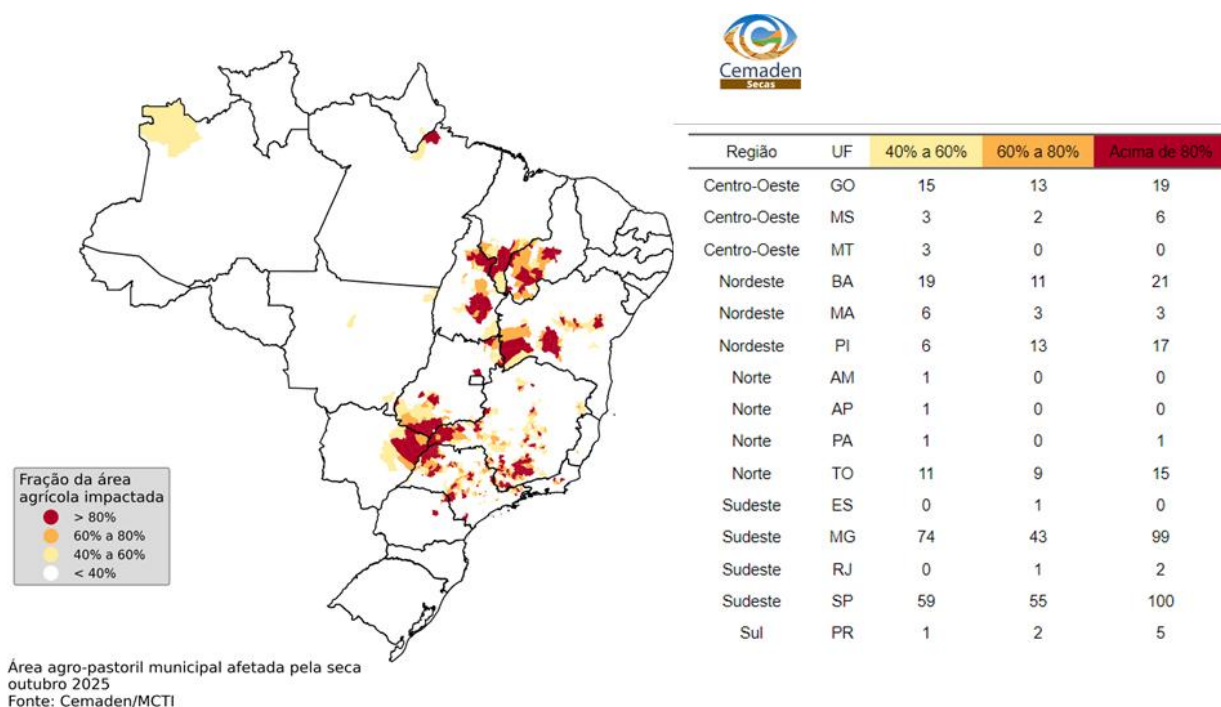 Cemaden
Secas
Região UF 40% a 60% 60% a 80% Acima de 80%
Centro-Oeste GO 15 13 19
Centro-Oeste MS 3 2 6
Centro-Oeste MT 3 0 0
Nordeste BA 19 11 21
Nordeste MA 6 3 3
Nordeste PI 6 13 17
Norte AM 1 0 0
Norte AP 1 0 0
Norte PA 1 0 1
Norte TO 11 9 15
Sudeste ES 0 1 0
Sudeste MG 74 43 99
Sudeste RJ 0 1 2
Sudeste SP 59 55 100
Sul PR 1 2 5
Fração da área
agrícola impactada
> 80%
60% a 80%
40% a 60%
< 40%
Área agro-pastoril municipal afetada pela seca
outubro 2025
Fonte: Cemaden/MCTI